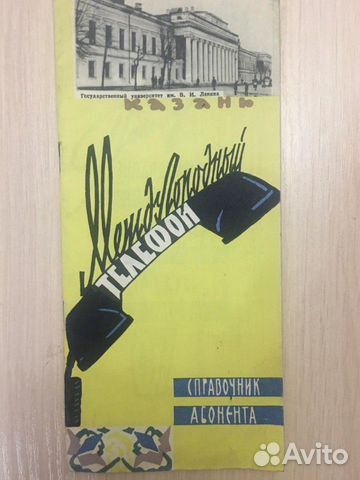 Государственный университет им. В. И. Ленина
КАЗАНЬ
Междугородный
ТЕЛЕФОН
СПРАВОЧНИК
АБОНЕНТА
Avito